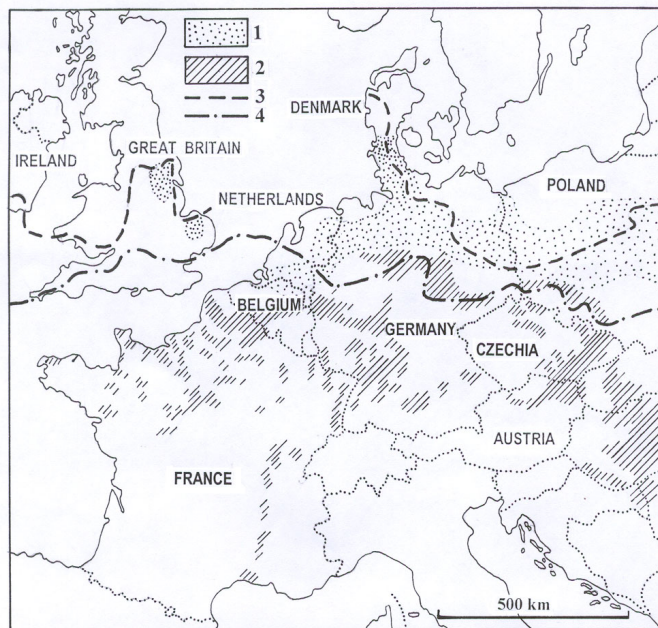 1
2
3
4
DENMARK
GREAT BRITAIN
IRELAND
NETHERLANDS
POLAND
BELGIUM
GERMANY
CZECHIA
AUSTRIA
FRANCE
500 km